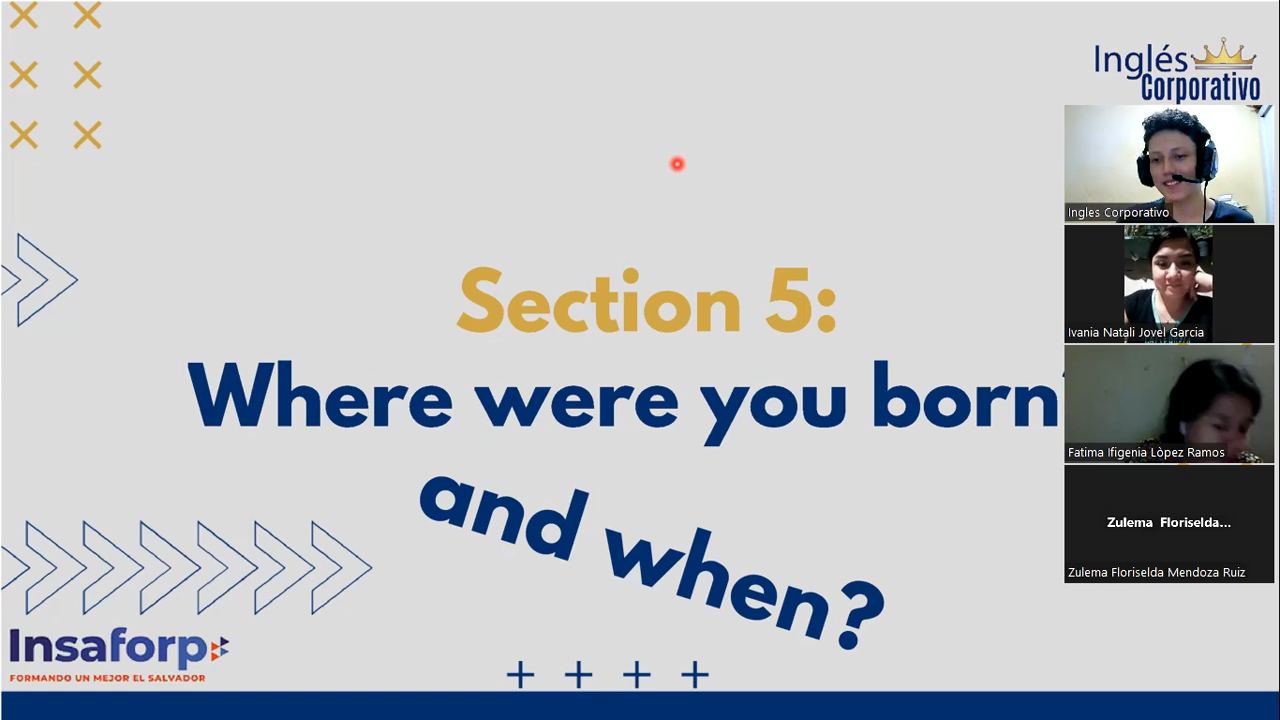 Inglés
Corporativo
Section 5:
Where were you born
and when?
Insaforp
FORMANDO UN MEJOR EL SALVADOR
Ingles Corporativo
Ivania Natali Jovel Garcia
Fatima Ifigenia Lòpez Ramos
Zulema Floriselda...
Zulema Floriselda Mendoza Ruiz